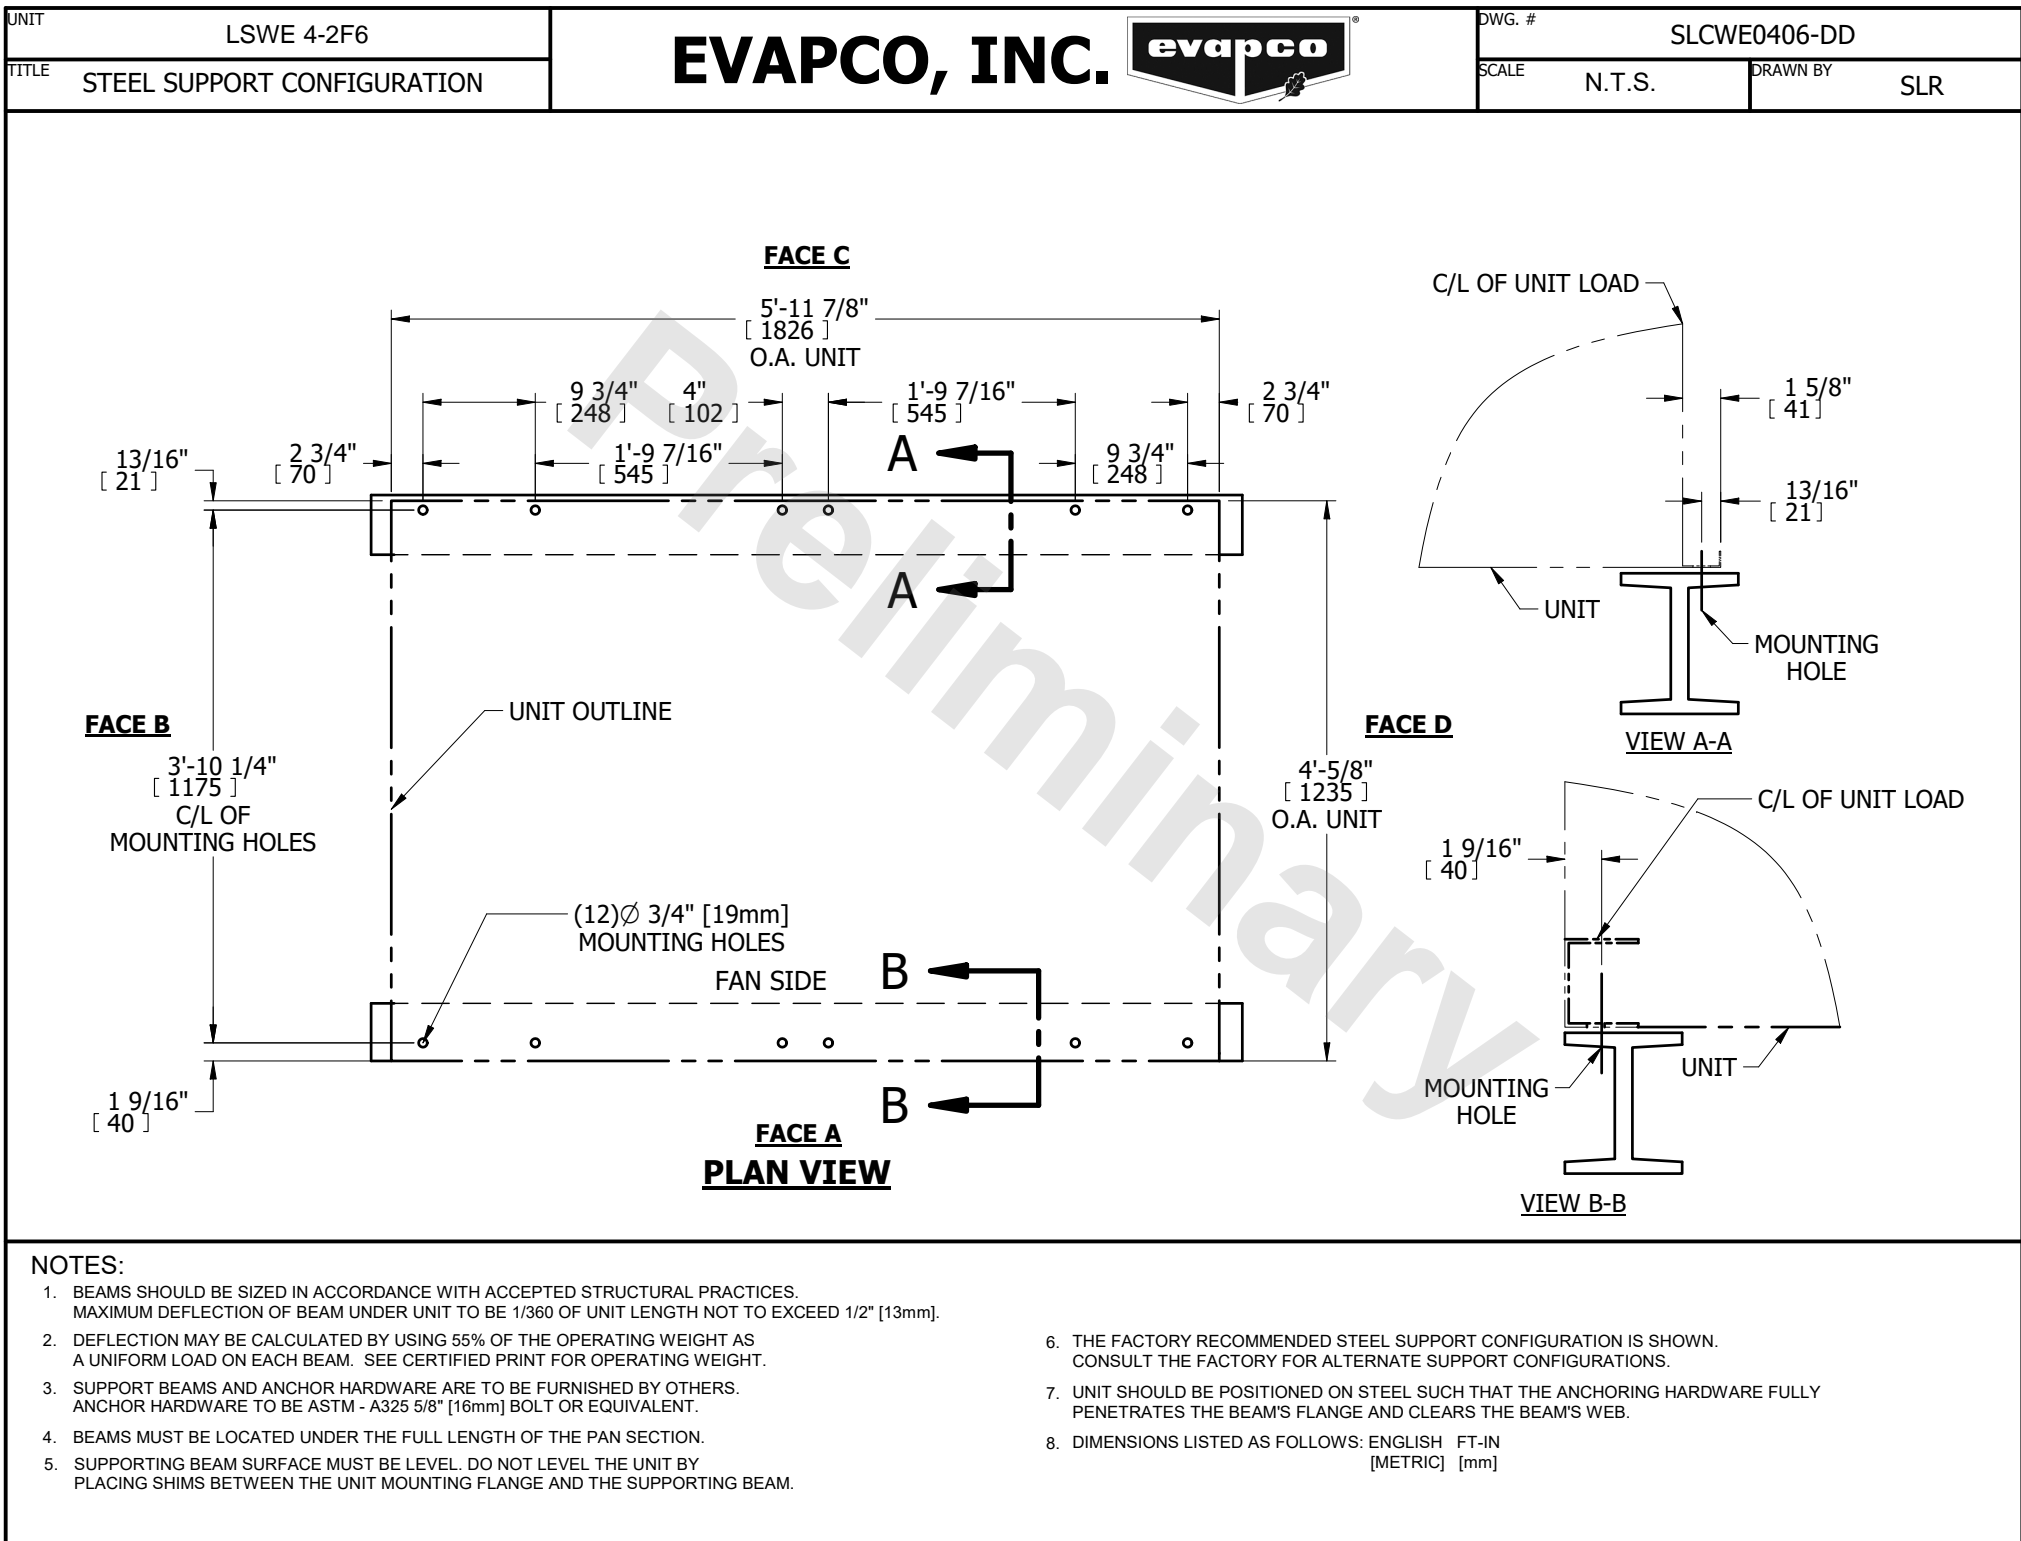 UNIT
LSWE 4-2F6
TITLE
STEEL SUPPORT CONFIGURATION
EVAPCO, INC.
evapco
®
DWG. #
SLCWE0406-DD
SCALE
N.T.S.
DRAWN BY
SLR
FACE C
5'-11 7/8"
[ 1826 ]
O.A. UNIT
9 3/4"
[ 248 ]
4"
[ 102 ]
1'-9 7/16"
[ 545 ]
2 3/4"
[ 70 ]
13/16"
[ 21 ]
2 3/4"
[ 70 ]
1'-9 7/16"
[ 545 ]
A
9 3/4"
[ 248 ]
A
FACE B
3'-10 1/4"
[ 1175 ]
C/L OF
MOUNTING HOLES
UNIT OUTLINE
Preliminary
FACE D
4'-5/8"
[ 1235 ]
O.A. UNIT
(12)Ø 3/4" [19mm]
MOUNTING HOLES
FAN SIDE
B
B
1 9/16"
[ 40 ]
FACE A
PLAN VIEW
C/L OF UNIT LOAD
1 5/8"
[ 41 ]
13/16"
[ 21 ]
UNIT
MOUNTING
HOLE
VIEW A-A
C/L OF UNIT LOAD
1 9/16"
[ 40 ]
UNIT
MOUNTING
HOLE
VIEW B-B
NOTES:
1. BEAMS SHOULD BE SIZED IN ACCORDANCE WITH ACCEPTED STRUCTURAL PRACTICES.
MAXIMUM DEFLECTION OF BEAM UNDER UNIT TO BE 1/360 OF UNIT LENGTH NOT TO EXCEED 1/2" [13mm].
2. DEFLECTION MAY BE CALCULATED BY USING 55% OF THE OPERATING WEIGHT AS
A UNIFORM LOAD ON EACH BEAM. SEE CERTIFIED PRINT FOR OPERATING WEIGHT.
3. SUPPORT BEAMS AND ANCHOR HARDWARE ARE TO BE FURNISHED BY OTHERS.
ANCHOR HARDWARE TO BE ASTM - A325 5/8" [16mm] BOLT OR EQUIVALENT.
4. BEAMS MUST BE LOCATED UNDER THE FULL LENGTH OF THE PAN SECTION.
5. SUPPORTING BEAM SURFACE MUST BE LEVEL. DO NOT LEVEL THE UNIT BY
PLACING SHIMS BETWEEN THE UNIT MOUNTING FLANGE AND THE SUPPORTING BEAM.
6. THE FACTORY RECOMMENDED STEEL SUPPORT CONFIGURATION IS SHOWN.
CONSULT THE FACTORY FOR ALTERNATE SUPPORT CONFIGURATIONS.
7. UNIT SHOULD BE POSITIONED ON STEEL SUCH THAT THE ANCHORING HARDWARE FULLY
PENETRATES THE BEAM'S FLANGE AND CLEARS THE BEAM'S WEB.
8. DIMENSIONS LISTED AS FOLLOWS: ENGLISH FT-IN
[METRIC] [mm]